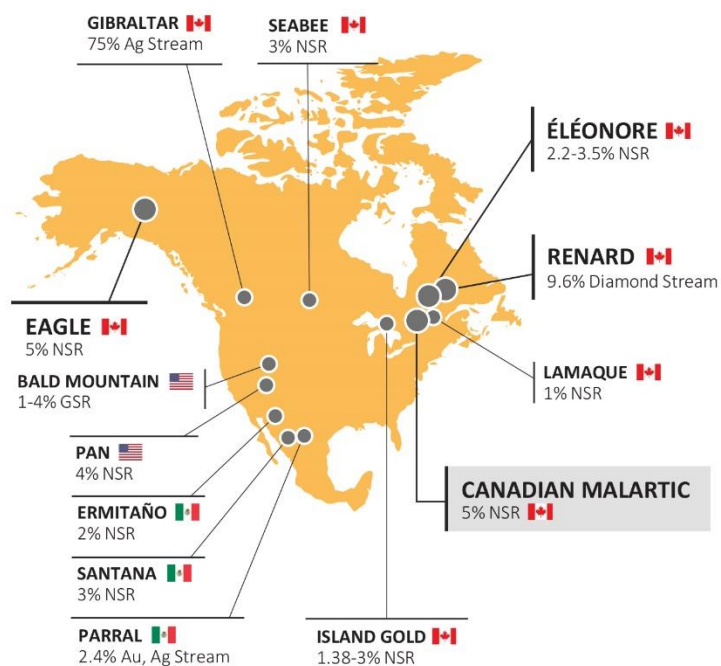 GIBRALTAR
75% Ag Stream
SEABEE
3% NSR
ÉLÉONORE
2.2-3.5% NSR
RENARD
9.6% Diamond Stream
EAGLE
5% NSR
LAMAQUE
1% NSR
BALD MOUNTAIN
1-4% GSR
PAN
4% NSR
CANADIAN MALARTIC
5% NSR
ERMITAÑO
2% NSR
SANTANA
3% NSR
PARRAL
2.4% Au, Ag Stream
ISLAND GOLD
1.38-3% NSR